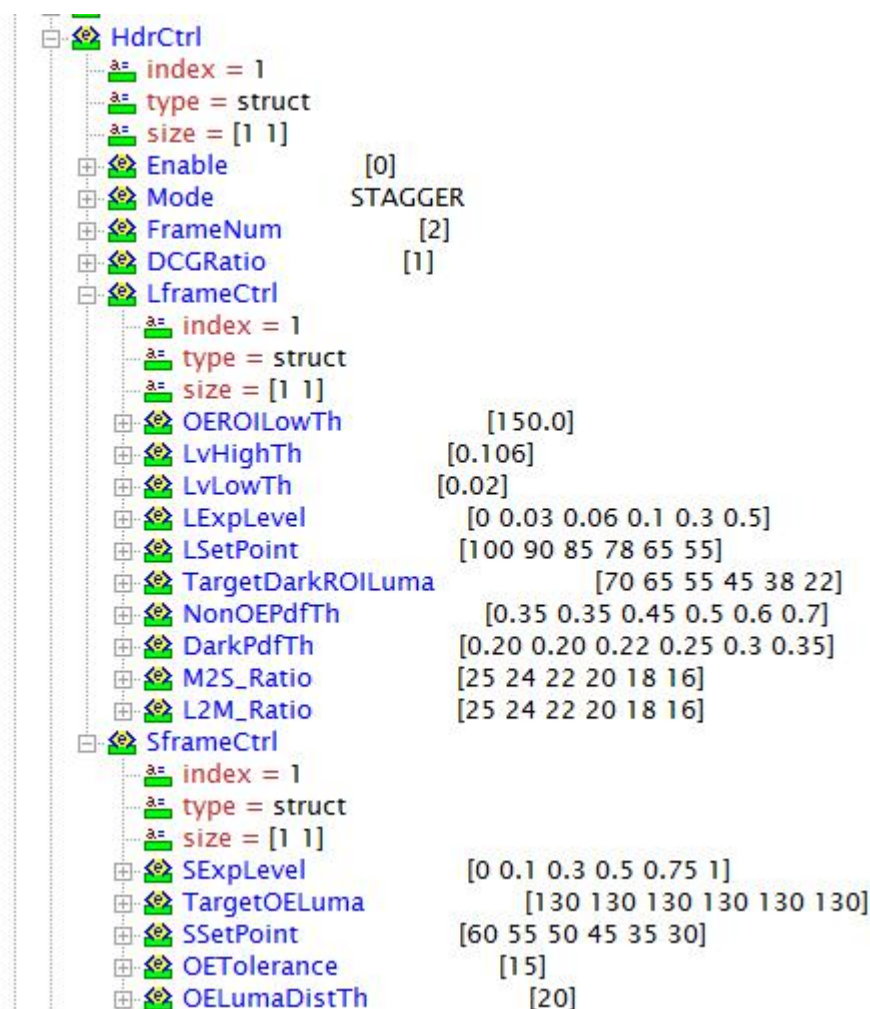 HdrCtrl
index = 1
type = struct
size = [1 1]
Enable [0]
Mode STAGGER
FrameNum [2]
DCGRatio [1]
LframeCtrl
index = 1
type = struct
size = [1 1]
OEROILowTh [150.0]
LvHighTh [0.106]
LvLowTh [0.02]
LExpLevel [0 0.03 0.06 0.1 0.3 0.5]
LSetPoint [100 90 85 78 65 55]
TargetDarkROILuma [70 65 55 45 38 22]
NonOEPdfTh [0.35 0.35 0.45 0.5 0.6 0.7]
DarkPdfTh [0.20 0.20 0.22 0.25 0.3 0.35]
M2S_Ratio [25 24 22 20 18 16]
L2M_Ratio [25 24 22 20 18 16]
SframeCtrl
index = 1
type = struct
size = [1 1]
SExpLevel [0 0.1 0.3 0.5 0.75 1]
TargetOELuma [130 130 130 130 130 130]
SSetPoint [60 55 50 45 35 30]
OETolerance [15]
OELumaDistTh [20]